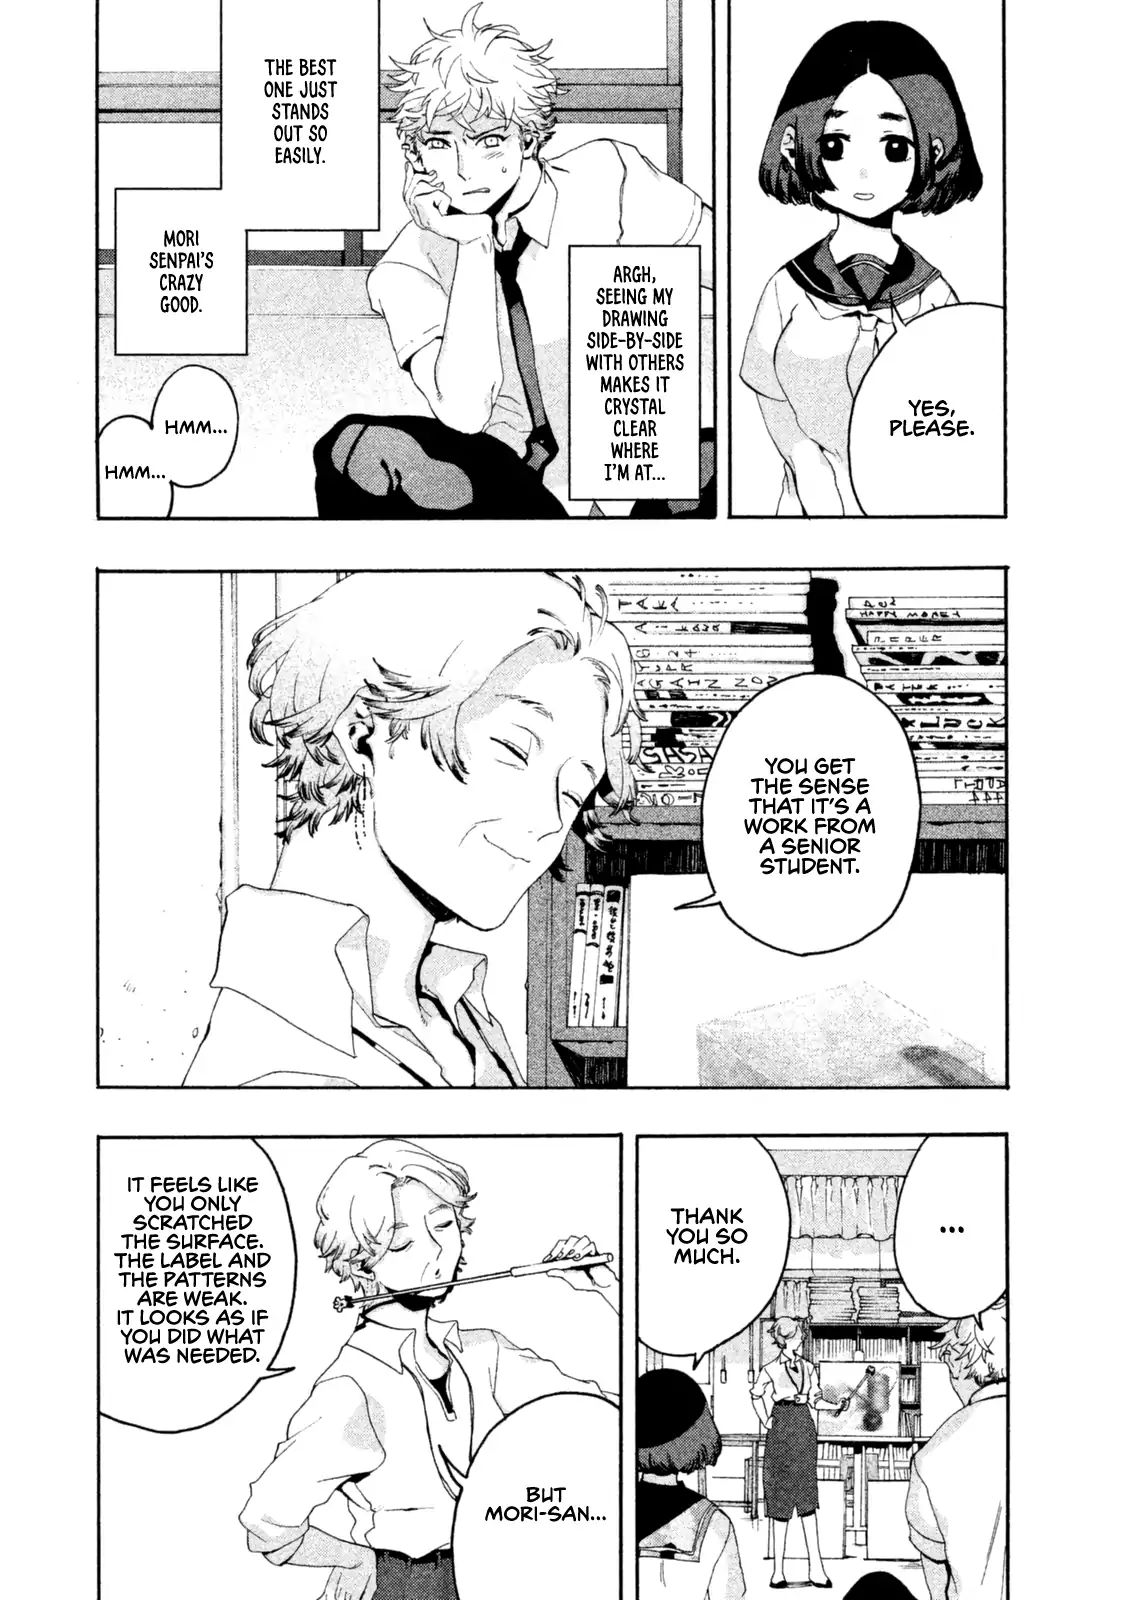 YES,
PLEASE.
ARGH,
SEEING MY
DRAWING
SIDE-BY-SIDE
WITH OTHERS
MAKES IT
CRYSTAL
CLEAR
WHERE
I'M AT...
THE BEST
ONE JUST
STANDS
OUT SO
EASILY.
MORI
SENPAI'S
CRAZY
GOOD.
HMM...
HMM...
YOU GET
THE SENSE
THAT IT'S A
WORK FROM
A SENIOR
STUDENT.
...
THANK
YOU SO
MUCH.
BUT
MORI-SAN...
IT FEELS LIKE
YOU ONLY
SCRATCHED
THE SURFACE.
THE LABEL AND
THE PATTERNS
ARE WEAK.
IT LOOKS AS IF
YOU DID WHAT
WAS NEEDED.